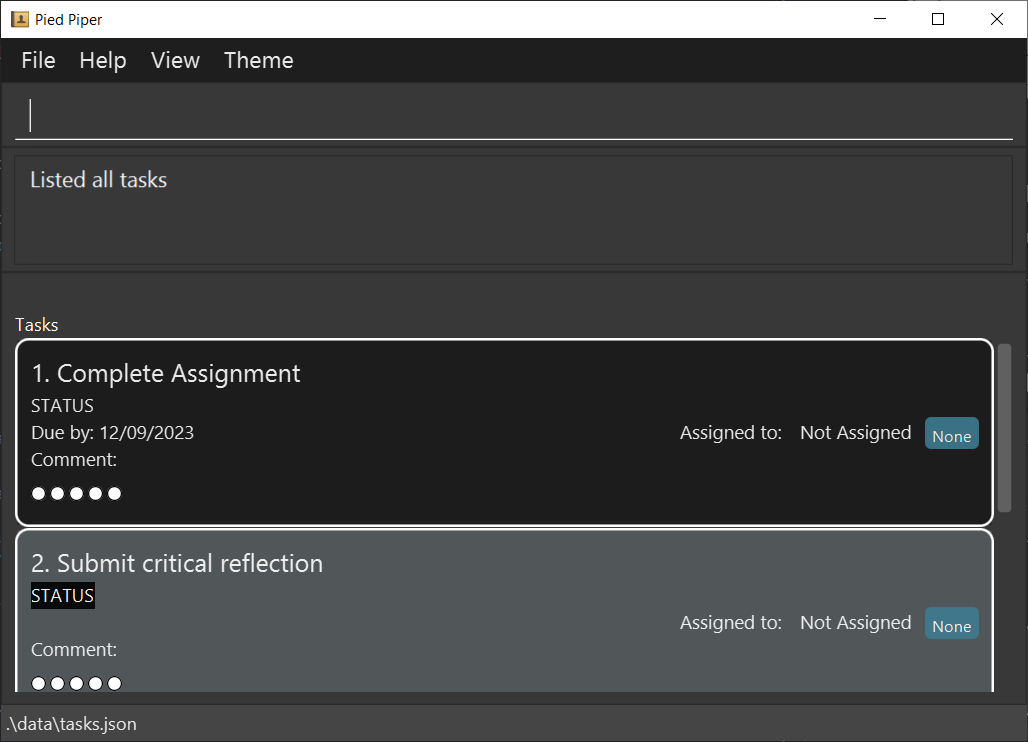 Pied Piper
File Help View Theme
Listed all tasks
Tasks
1. Complete Assignment
STATUS
Due by: 12/09/2023
Assigned to: Not Assigned None
Comment:
2. Submit critical reflection
STATUS
Assigned to: Not Assigned None
Comment:
.\data\tasks.json